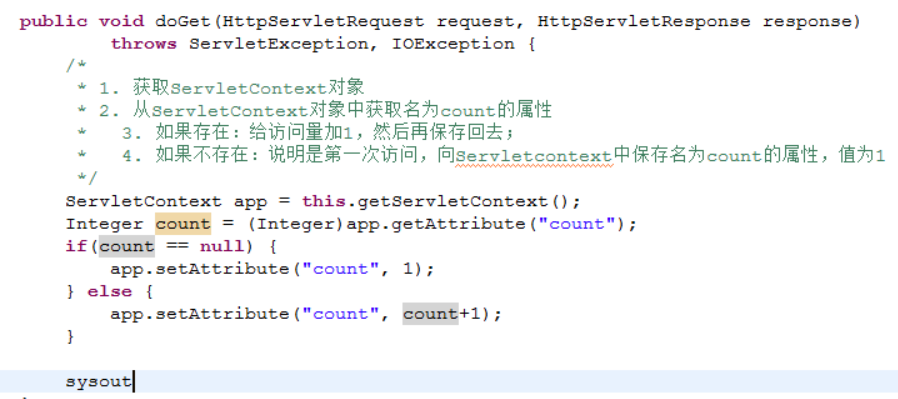 public void doGet(HttpServletRequest request, HttpServletResponse response)
throws ServletException, IOException {
/*
* 1. 获取ServletContext对象
* 2. 从ServletContext对象中获取名为count的属性
* 3. 如果存在：给访问量加1，然后再保存回去；
* 4. 如果不存在：说明是第一次访问，向Servletcontext中保存名为count的属性，值为1
*/
ServletContext app = this.getServletContext();
Integer count = (Integer)app.getAttribute("count");
if(count == null) {
app.setAttribute("count", 1);
} else {
app.setAttribute("count", count+1);
}
sysout